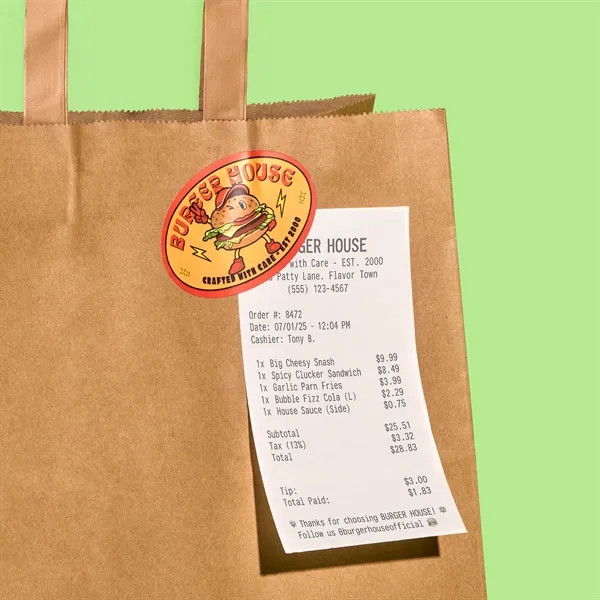 BURGER HOUSE
CRAFTED WITH CARE - EST 2000
GER HOUSE
with Care - EST. 2000
Patty Lane. Flavor Town
(555) 123-4567
Order #: 8472
Date: 07/01/25 - 12:04 PM
Cashier: Tony B.
1x Big Cheesy Snash $9.99
1x Spicy Clucker Sandwich $8.49
1x Garlic Parn Fries $3.99
1x Bubble Fizz Cola (L) $2.29
1x House Sauce (Side) $0.75
Subtotal $25.51
Tax (13%) $3.32
Total $28.83
Tip: $3.00
Total Paid: $1.83
Thanks for choosing BURGER HOUSE!
Follow us @burgerhouseofficial